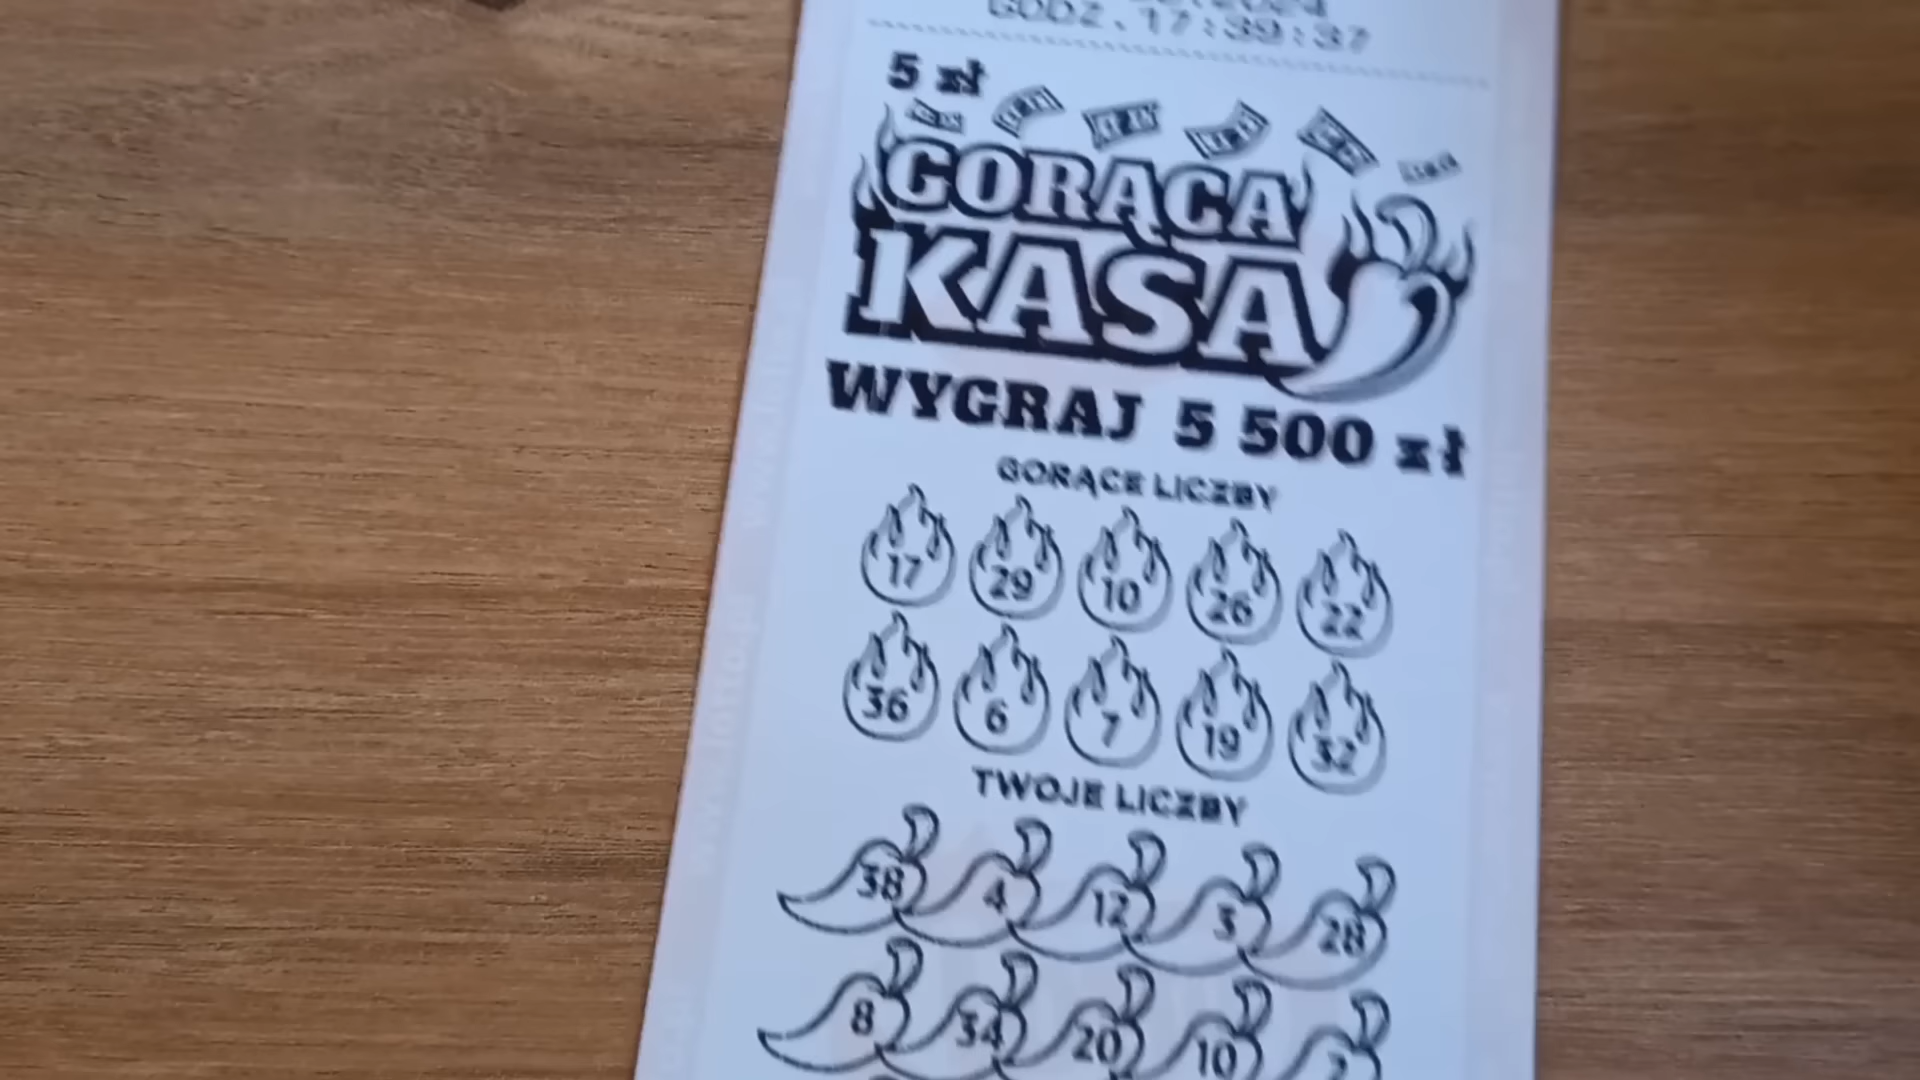 GODZ. 17:39:37
5 zł
GORĄCA
KASA
WYGRAJ 5 500 zł
GORĄCE LICZBY
17 29 10 26 22
36 6 7 19 32
TWOJE LICZBY
38 4 12 3 28
8 34 20 10